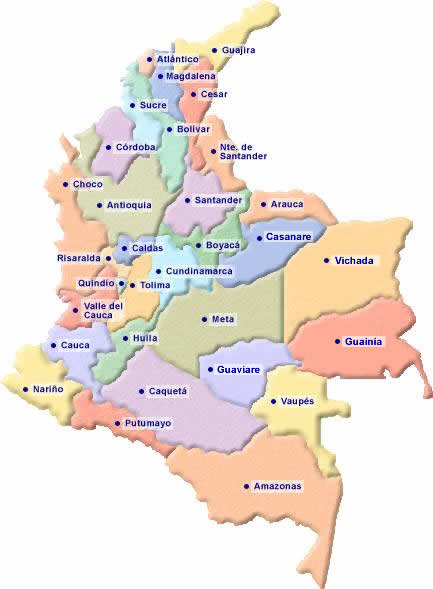 Guajira
Atlántico
Magdalena
Cesar
Sucre
Bolívar
Córdoba
Nte. de
Santander
Choco
Antioquia
Santander
Arauca
Casanare
Boyacá
Caldas
Risaralda
Cundinamarca
Vichada
Quindío
Tolima
Valle del
Cauca
Meta
Huila
Cauca
Guainía
Guaviare
Nariño
Caquetá
Vaupés
Putumayo
Amazonas